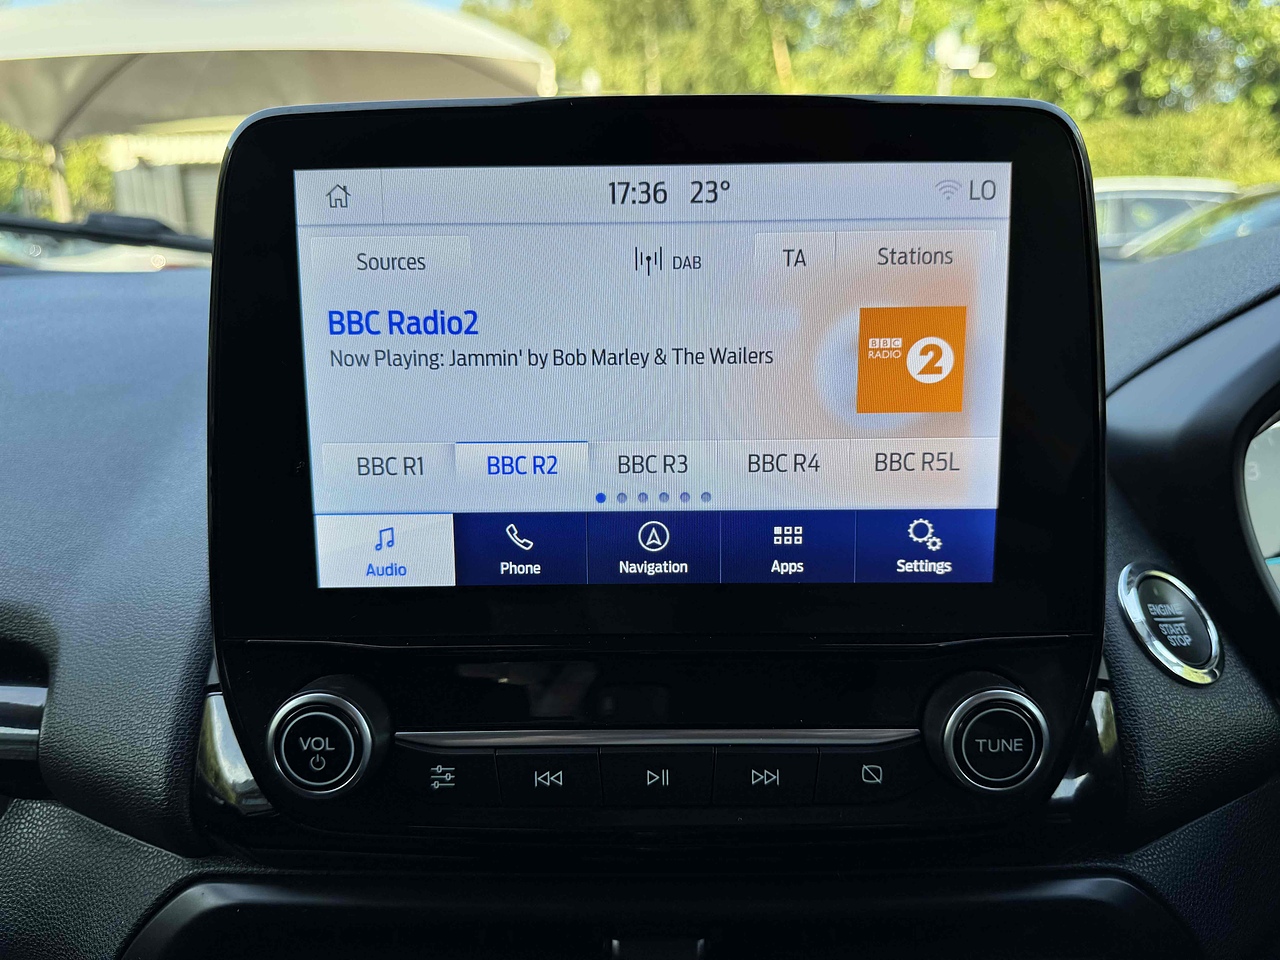 17:36 23° LO
Sources DAB TA Stations
BBC Radio2
Now Playing: Jammin' by Bob Marley & The Wailers
BBC
RADIO 2
BBC R1 BBC R2 BBC R3 BBC R4 BBC R5L
Audio Phone Navigation Apps Settings
ENGINE
START
STOP
VOL TUNE
3